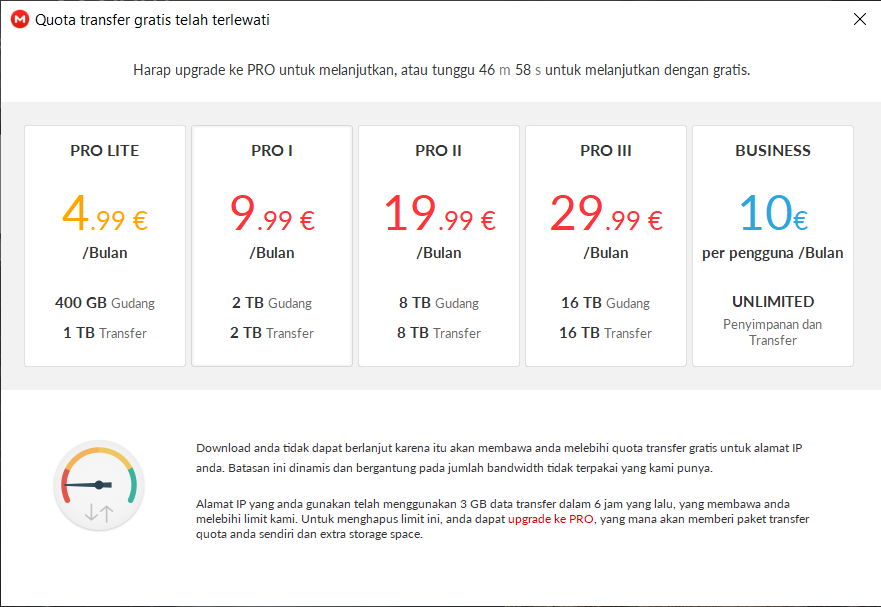 Quota transfer gratis telah terlewati
Harap upgrade ke PRO untuk melanjutkan, atau tunggu 46 m 58 s untuk melanjutkan dengan gratis.
PRO LITE
4.99 €
/Bulan
400 GB Gudang
1 TB Transfer
PRO I
9.99 €
/Bulan
2 TB Gudang
2 TB Transfer
PRO II
19.99 €
/Bulan
8 TB Gudang
8 TB Transfer
PRO III
29.99 €
/Bulan
16 TB Gudang
16 TB Transfer
BUSINESS
10€
per pengguna /Bulan
UNLIMITED
Penyimpanan dan
Transfer
Download anda tidak dapat berlanjut karena itu akan membawa anda melebihi quota transfer gratis untuk alamat IP
anda. Batasan ini dinamis dan bergantung pada jumlah bandwidth tidak terpakai yang kami punya.
Alamat IP yang anda gunakan telah menggunakan 3 GB data transfer dalam 6 jam yang lalu, yang membawa anda
melebihi limit kami. Untuk menghapus limit ini, anda dapat upgrade ke PRO, yang mana akan memberi paket transfer
quota anda sendiri dan extra storage space.